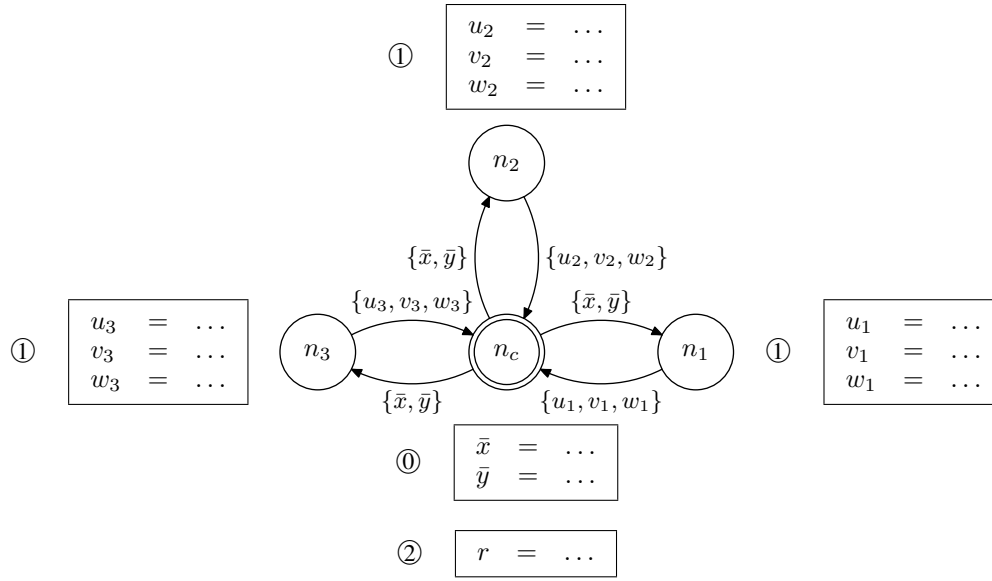 ① u₂ = ...
v₂ = ...
w₂ = ...
n₂
{x̄, ȳ} {u₂, v₂, w₂}
{u₃, v₃, w₃} {x̄, ȳ}
① u₃ = ...
v₃ = ...
w₃ = ...
n₃ n_c n₁
① u₁ = ...
v₁ = ...
w₁ = ...
{x̄, ȳ} {u₁, v₁, w₁}
⓪ x̄ = ...
ȳ = ...
② r = ...